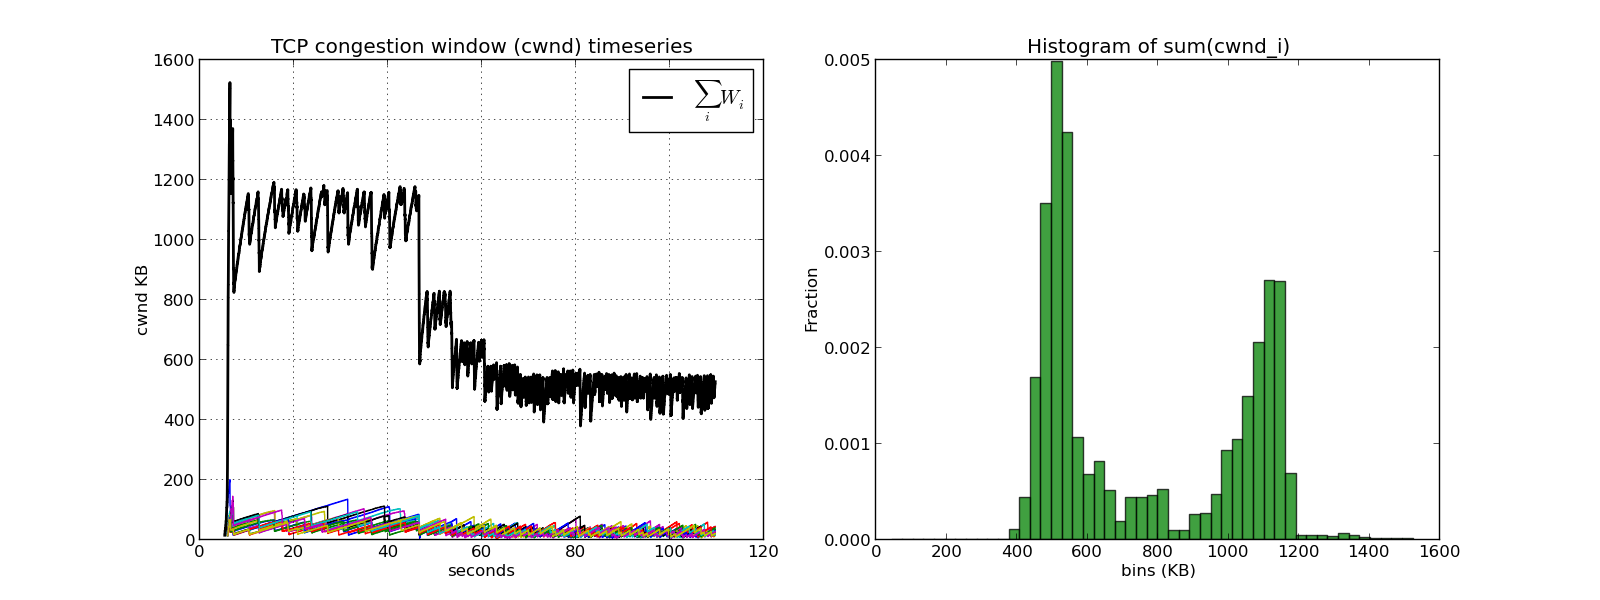 TCP congestion window (cwnd) timeseries
1600
1400
1200
1000
800
600
400
200
0
cwnd KB
∑_i W_i
0 20 40 60 80 100 120
seconds
Histogram of sum(cwnd_i)
0.005
0.004
0.003
0.002
0.001
0.000
Fraction
0 200 400 600 800 1000 1200 1400 1600
bins (KB)